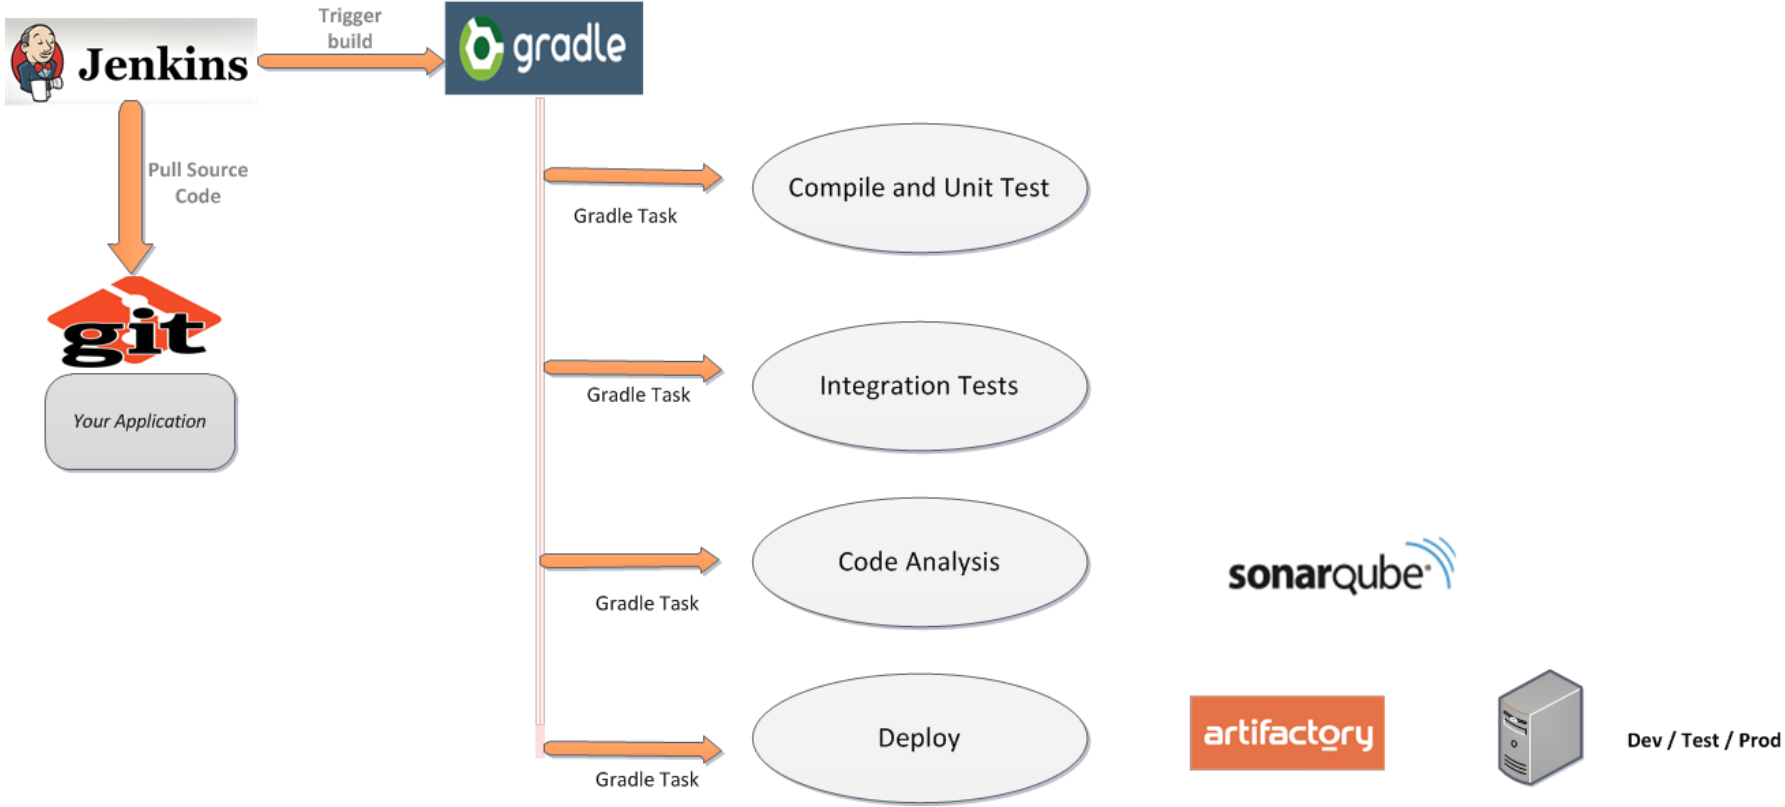 Jenkins
Trigger
build
gradle
Pull Source
Code
git
Your Application
Gradle Task
Compile and Unit Test
Gradle Task
Integration Tests
Gradle Task
Code Analysis
sonarqube
Gradle Task
Deploy
artifactory
Dev / Test / Prod